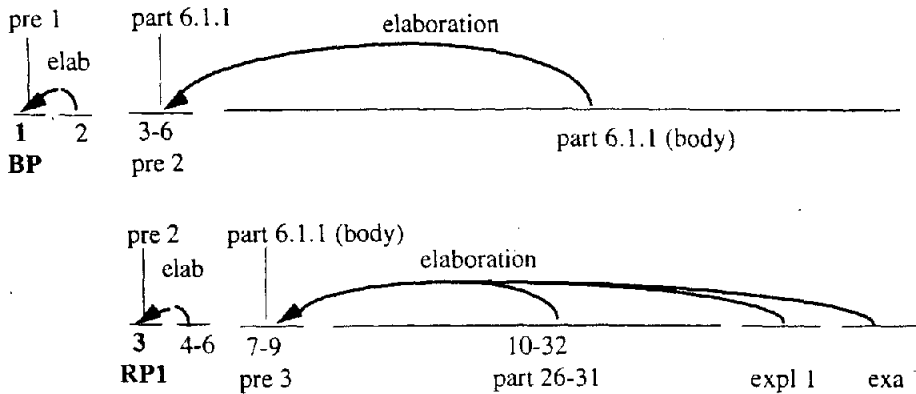 pre 1
part 6.1.1
elaboration
elab
1
2
3-6
part 6.1.1 (body)
BP
pre 2
pre 2
part 6.1.1 (body)
elab
elaboration
3
4-6
7-9
10-32
RP1
pre 3
part 26-31
expl 1
exa